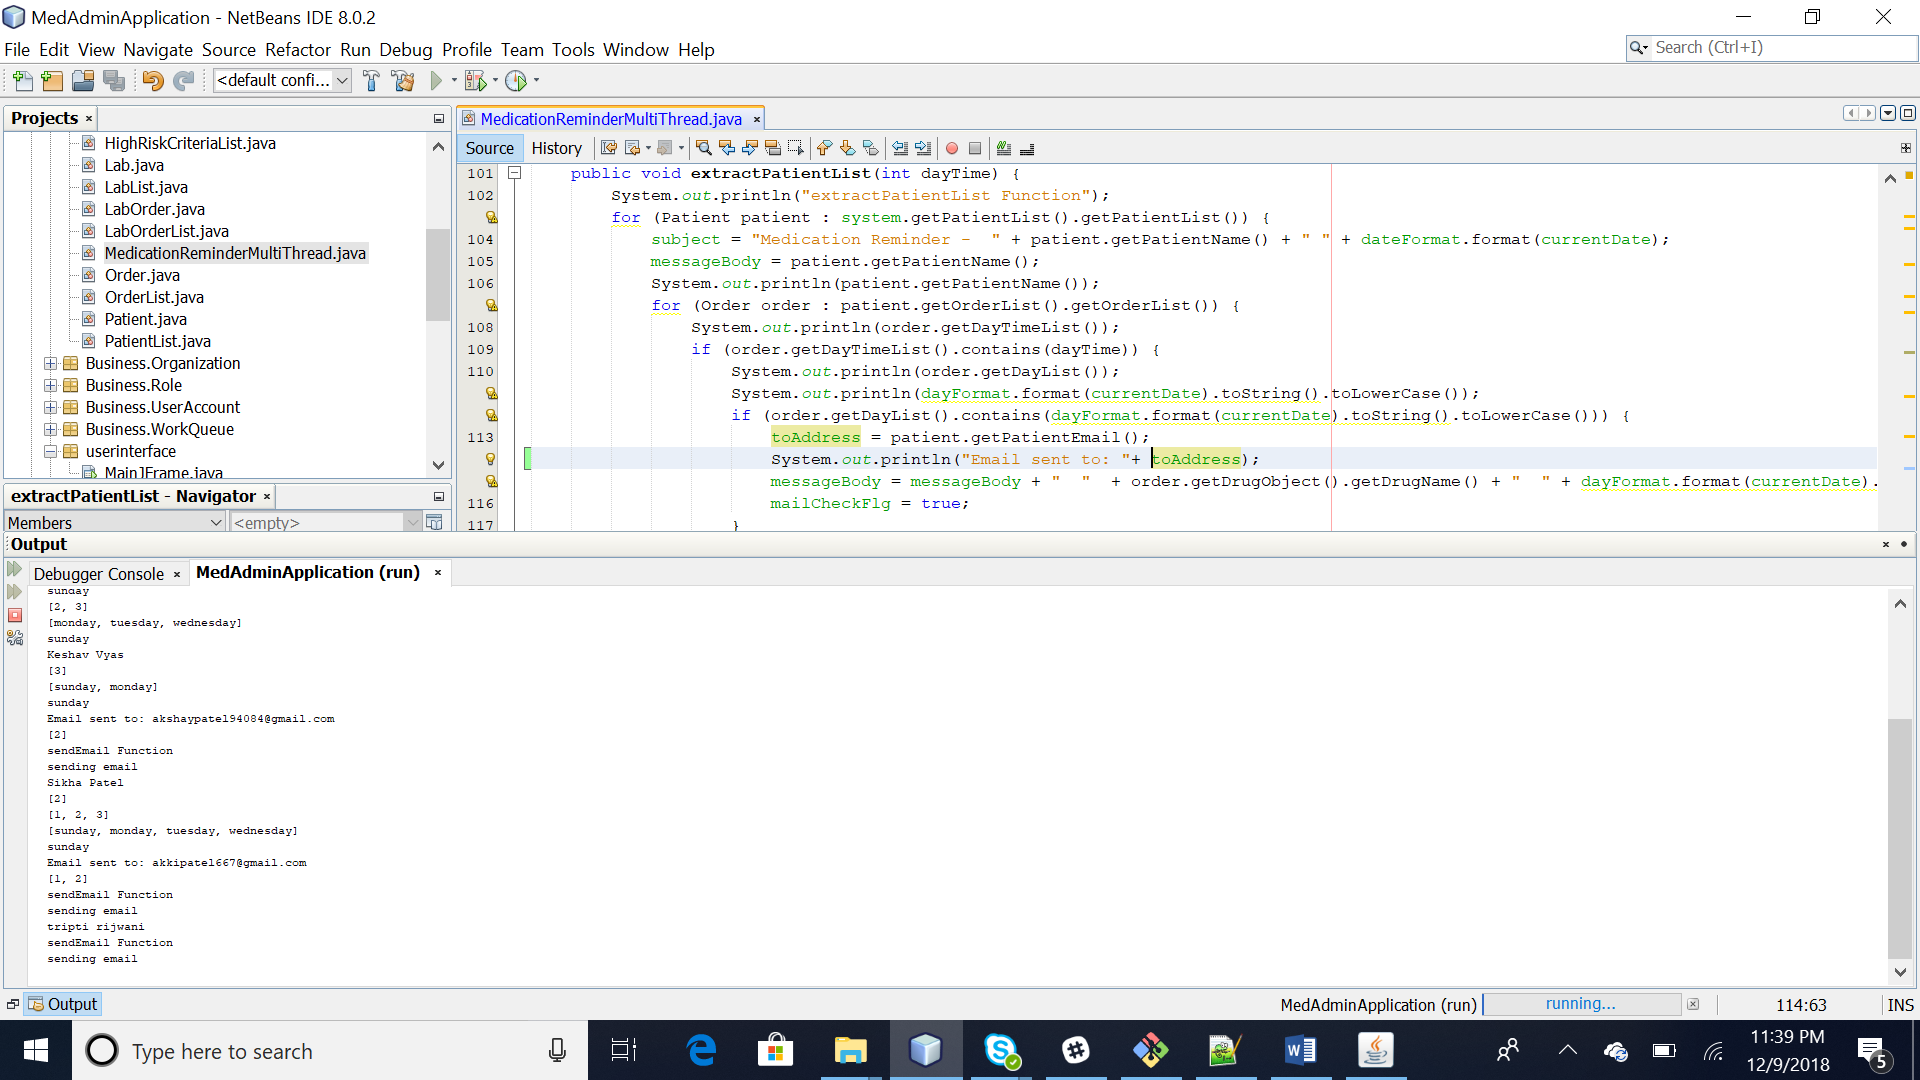 MedAdminApplication - NetBeans IDE 8.0.2
File Edit View Navigate Source Refactor Run Debug Profile Team Tools Window Help
Search (Ctrl+I)
<default confi...
Projects
HighRiskCriteriaList.java
Lab.java
LabList.java
LabOrder.java
LabOrderList.java
MedicationReminderMultiThread.java
Order.java
OrderList.java
Patient.java
PatientList.java
Business.Organization
Business.Role
Business.UserAccount
Business.WorkQueue
userinterface
MainJFrame.java
extractPatientList - Navigator
Members
<empty>
MedicationReminderMultiThread.java
Source History
101 public void extractPatientList(int dayTime) {
102 System.out.println("extractPatientList Function");
for (Patient patient : system.getPatientList().getPatientList()) {
104 subject = "Medication Reminder -  " + patient.getPatientName() + " " + dateFormat.format(currentDate);
105 messageBody = patient.getPatientName();
106 System.out.println(patient.getPatientName());
for (Order order : patient.getOrderList().getOrderList()) {
108 System.out.println(order.getDayTimeList());
109 if (order.getDayTimeList().contains(dayTime)) {
110 System.out.println(order.getDayList());
System.out.println(dayFormat.format(currentDate).toString().toLowerCase());
if (order.getDayList().contains(dayFormat.format(currentDate).toString().toLowerCase())) {
113 toAddress = patient.getPatientEmail();
System.out.println("Email sent to: "+ toAddress);
messageBody = messageBody + "  "  + order.getDrugObject().getDrugName() + "  " + dayFormat.format(currentDate).
116 mailCheckFlg = true;
117 }
Output
Debugger Console
MedAdminApplication (run)
sunday
[2, 3]
[monday, tuesday, wednesday]
sunday
Keshav Vyas
[3]
[sunday, monday]
sunday
Email sent to: akshaypatel94084@gmail.com
[2]
sendEmail Function
sending email
Sikha Patel
[2]
[1, 2, 3]
[sunday, monday, tuesday, wednesday]
sunday
Email sent to: akkipatel667@gmail.com
[1, 2]
sendEmail Function
sending email
tripti rijwani
sendEmail Function
sending email
Output
MedAdminApplication (run)
running...
114:63
INS
Type here to search
11:39 PM
12/9/2018
5